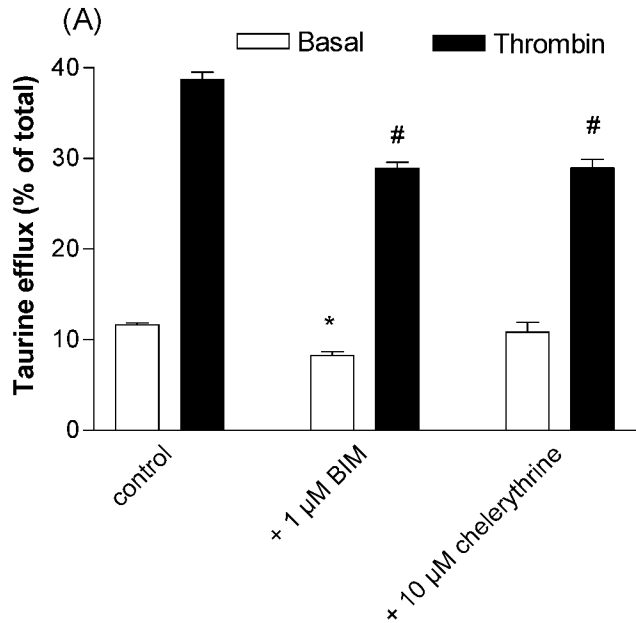 (A)
Basal
Thrombin
Taurine efflux (% of total)
40
30
20
10
0
#
#
*
control
+ 1 µM BIM
+ 10 µM chelerythrine